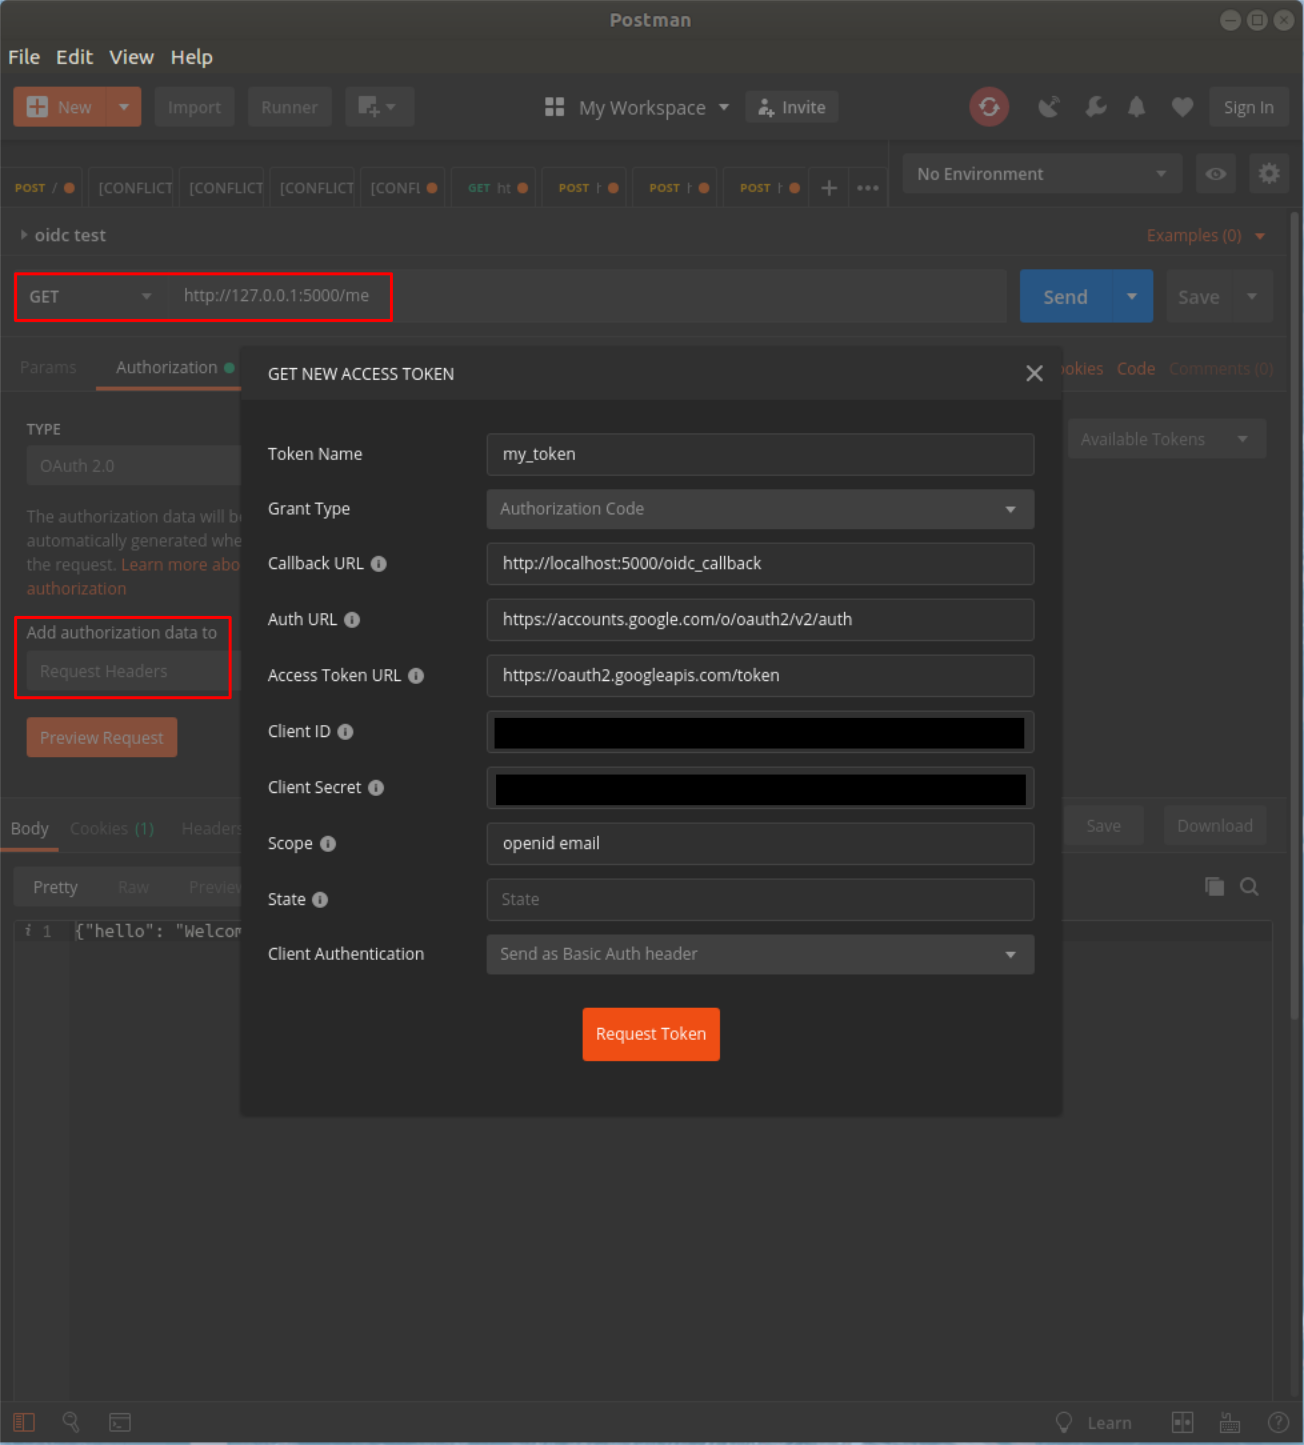 Postman
File Edit View Help
New Import Runner My Workspace Invite Sign In
POST / [CONFLICT [CONFLICT [CONFLICT [CONFL GET ht POST POST POST No Environment
oidc test Examples (0)
GET http://127.0.0.1:5000/me Send Save
Params Authorization okies Code Comments (0)
GET NEW ACCESS TOKEN
TYPE
OAuth 2.0
Available Tokens
The authorization data will be
automatically generated whe
the request. Learn more abo
authorization
Add authorization data to
Request Headers
Preview Request
Token Name my_token
Grant Type Authorization Code
Callback URL http://localhost:5000/oidc_callback
Auth URL https://accounts.google.com/o/oauth2/v2/auth
Access Token URL https://oauth2.googleapis.com/token
Client ID
Client Secret
Scope openid email
State State
Client Authentication Send as Basic Auth header
Request Token
Body Cookies (1) Headers Save Download
Pretty Raw Preview
i 1 {"hello": "Welcom
Learn